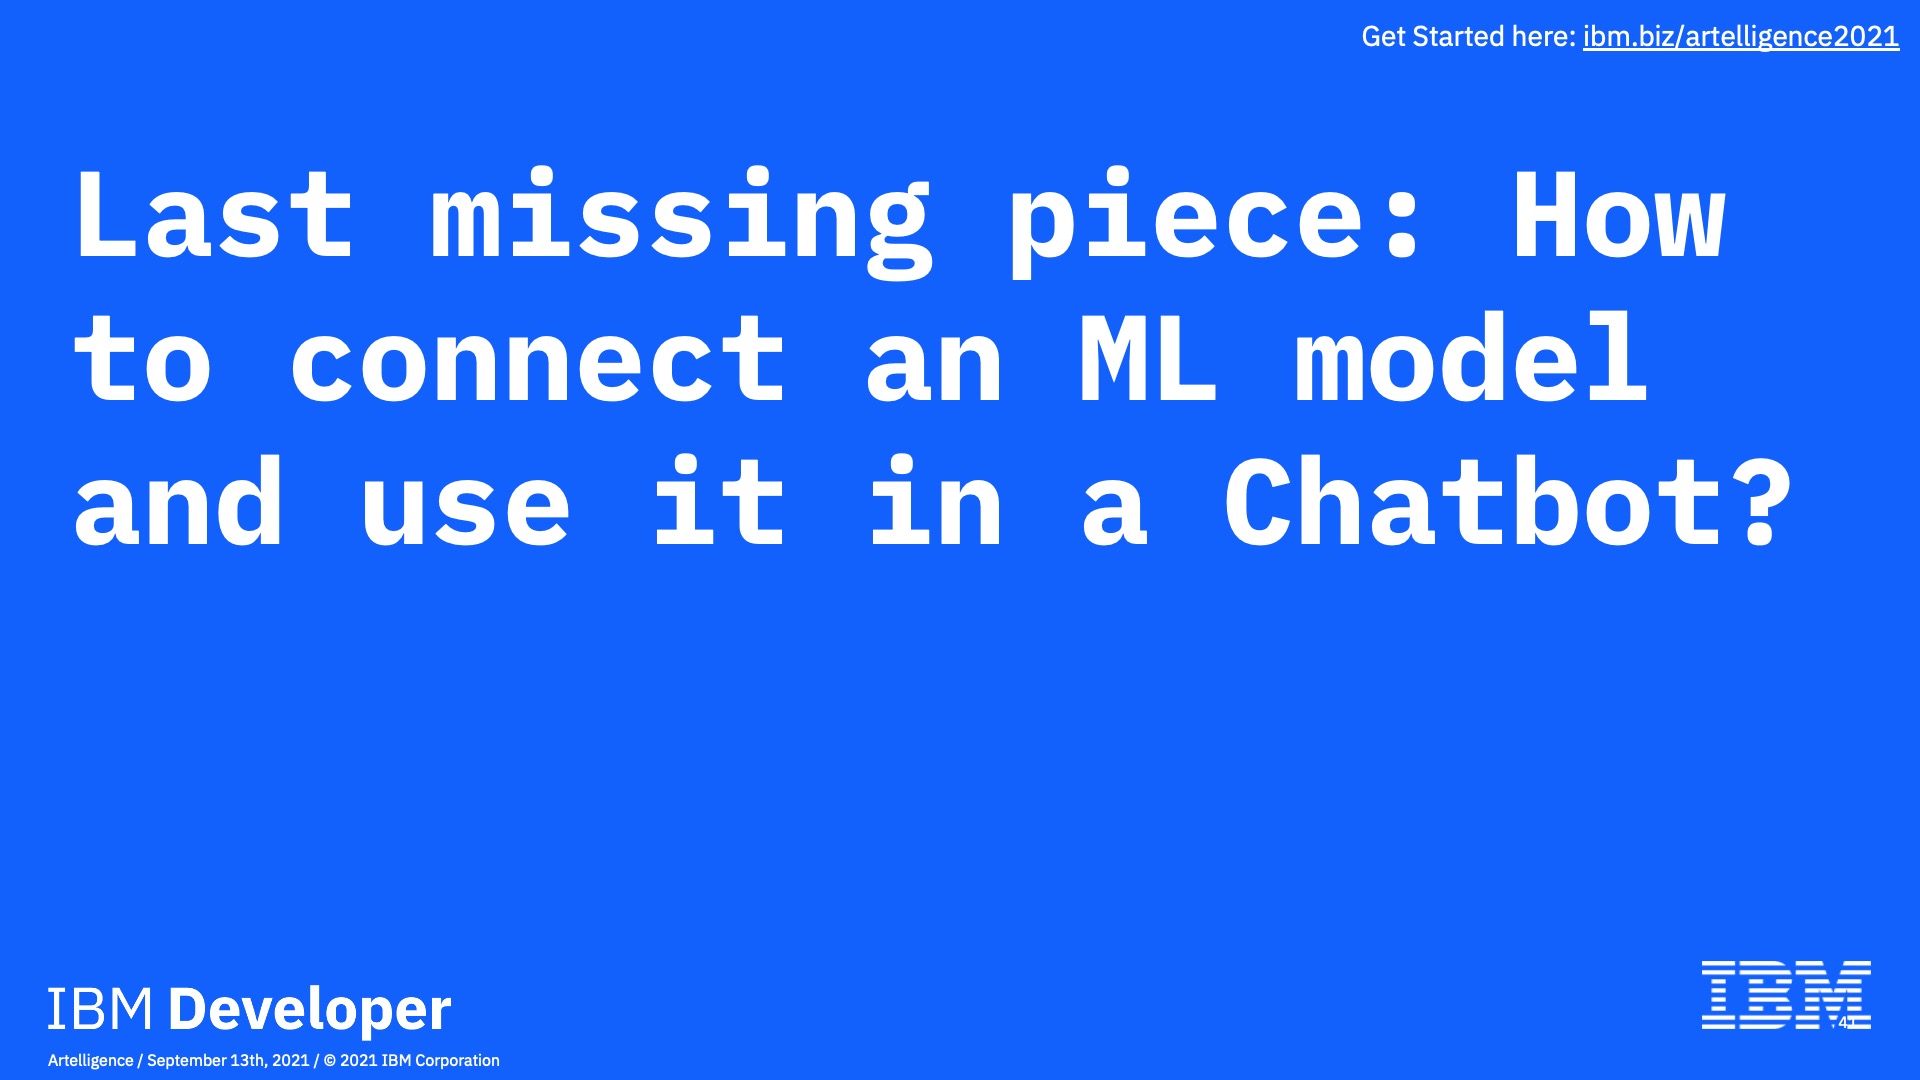 Get Started here: ibm.biz/artelligence2021
Last missing piece: How
to connect an ML model
and use it in a Chatbot?
IBM Developer
Artelligence / September 13th, 2021 / © 2021 IBM Corporation
IBM